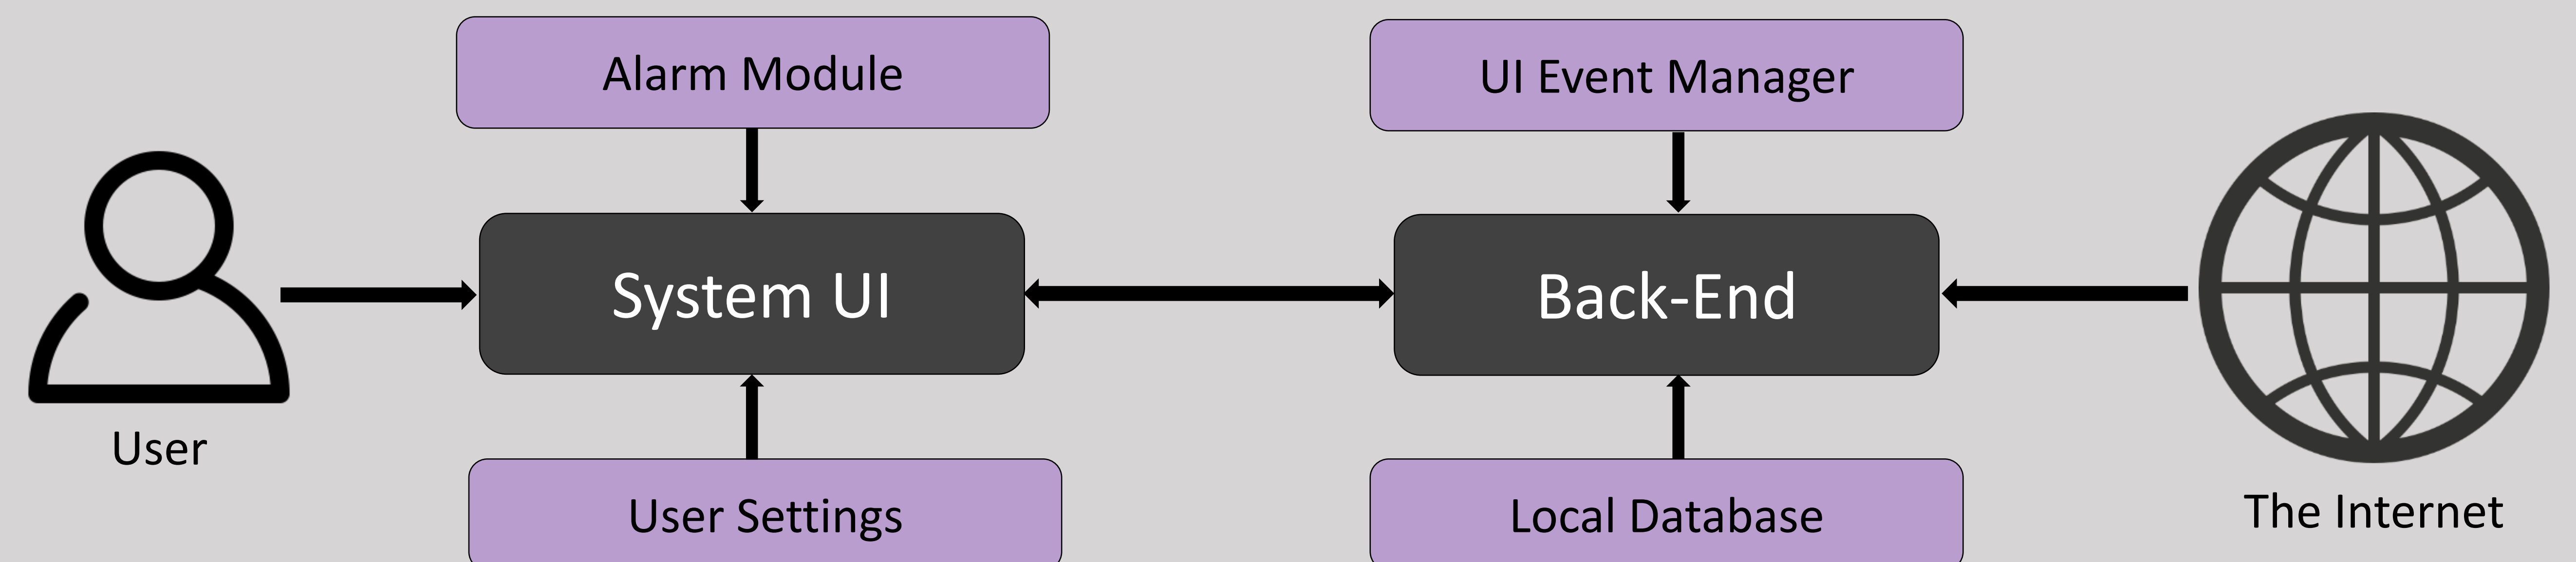 Alarm Module
UI Event Manager
System UI
Back-End
User
User Settings
Local Database
The Internet